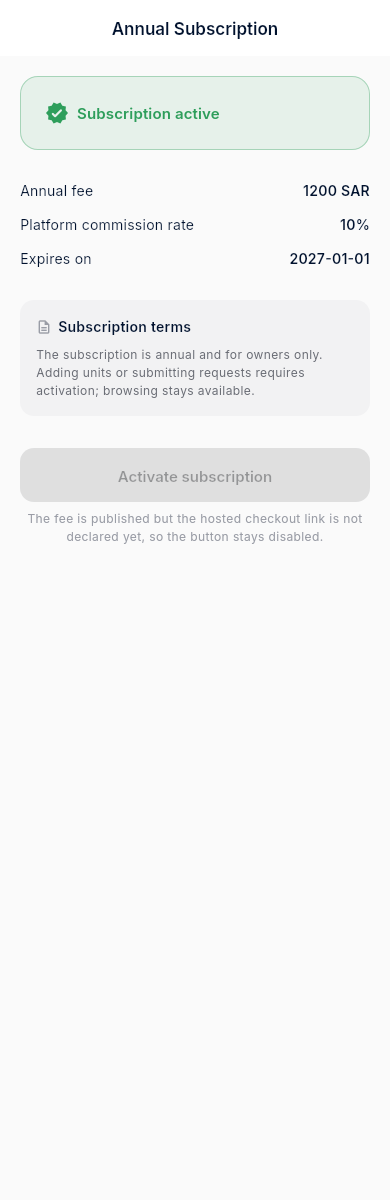 Annual Subscription
Subscription active
Annual fee 1200 SAR
Platform commission rate 10%
Expires on 2027-01-01
Subscription terms
The subscription is annual and for owners only.
Adding units or submitting requests requires
activation; browsing stays available.
Activate subscription
The fee is published but the hosted checkout link is not
declared yet, so the button stays disabled.